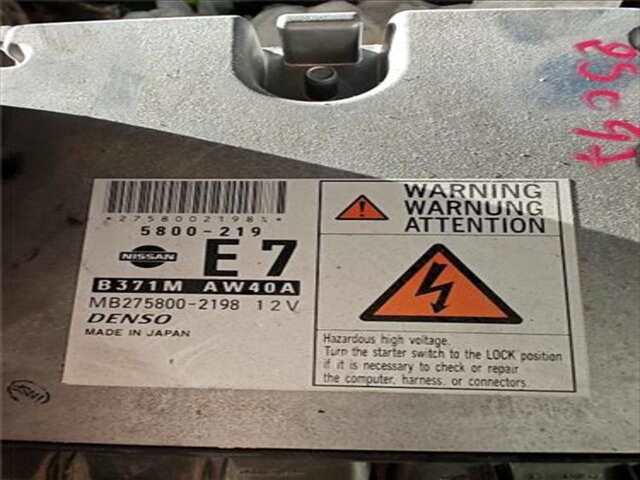 *2758002198%*
5800-219
NISSAN
E7
B371M AW40A
MB275800-2198 12V
DENSO
MADE IN JAPAN
WARNING
WARNUNG
ATTENTION
Hazardous high voltage.
Turn the starter switch to the LOCK position
if it is necessary to check or repair
the computer, harness, or connectors.